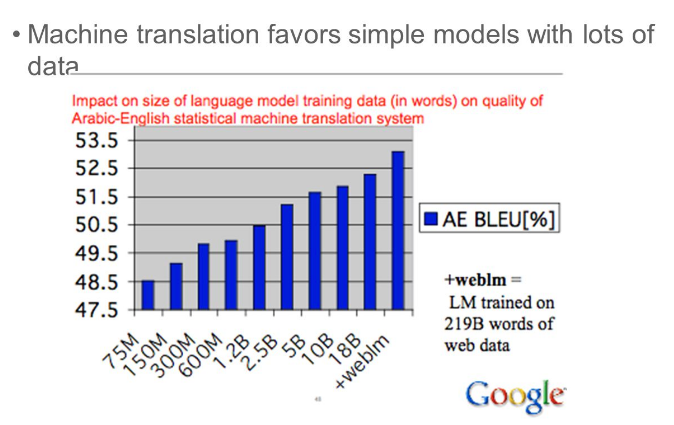 • Machine translation favors simple models with lots of
data
Impact on size of language model training data (in words) on quality of
Arabic-English statistical machine translation system
53.5
52.5
51.5
50.5
49.5
48.5
47.5
75M
150M
300M
600M
1.2B
2.5B
5B
10B
18B
+weblm
AE BLEU[%]
+weblm =
LM trained on
219B words of
web data
Google